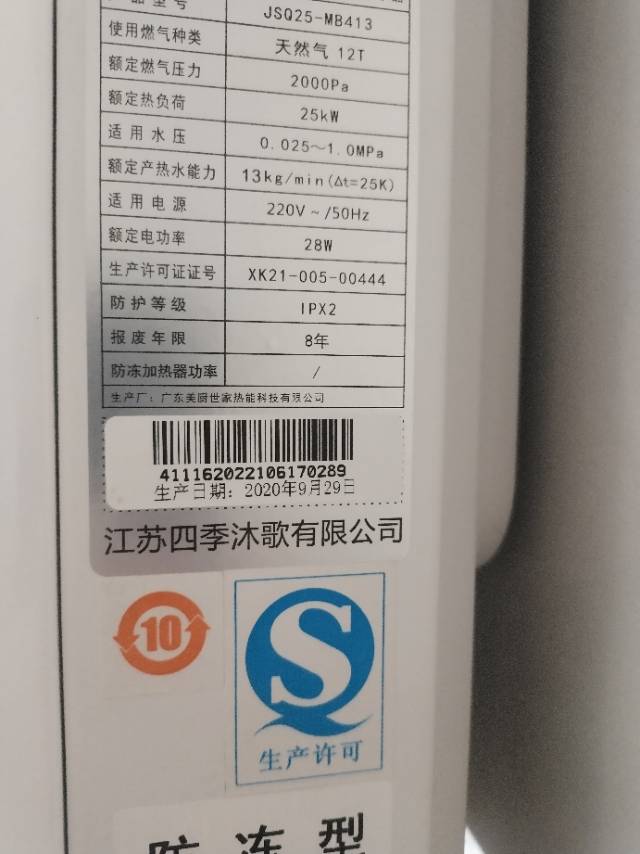 产品型号 JSQ25-MB413
使用燃气种类 天然气 12T
额定燃气压力 2000Pa
额定热负荷 25kW
适用水压 0.025～1.0MPa
额定产热水能力 13kg/min(Δt=25K)
适用电源 220V～/50Hz
额定电功率 28W
生产许可证证号 XK21-005-00444
防护等级 IPX2
报废年限 8年
防冻加热器功率 /
生产厂：广东美厨世家热能科技有限公司
411162022106170289
生产日期：2020年9月29日
江苏四季沐歌有限公司
10
S
生产许可
防冻型